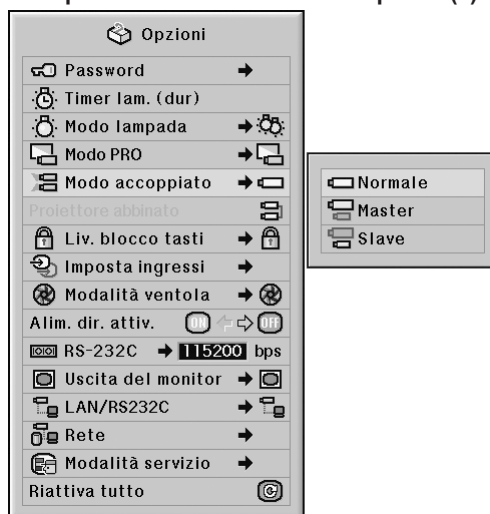 Opzioni
Password
Timer lam. (dur)
Modo lampada
Modo PRO
Modo accoppiato
Proiettore abbinato
Liv. blocco tasti
Imposta ingressi
Modalità ventola
Alim. dir. attiv. ON OFF
RS-232C 115200 bps
Uscita del monitor
LAN/RS232C
Rete
Modalità servizio
Riattiva tutto
Normale
Master
Slave